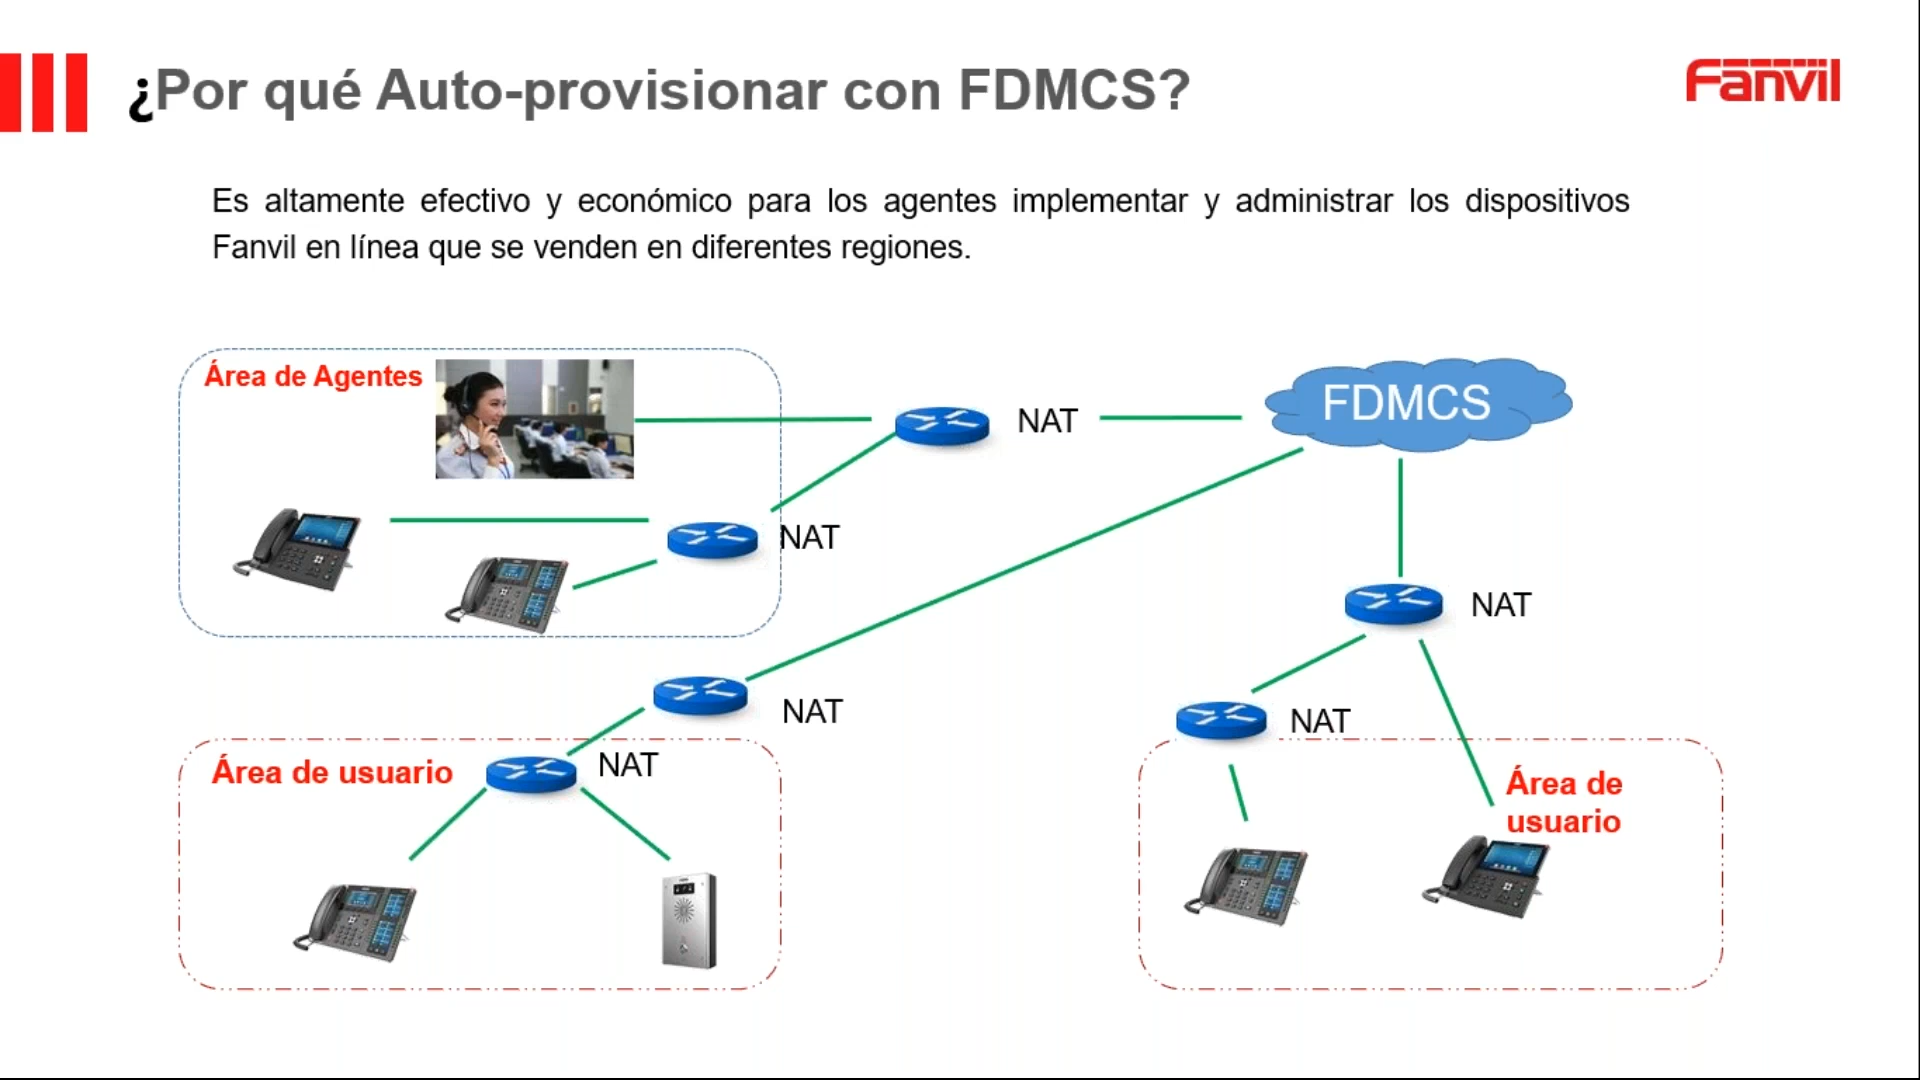 ¿Por qué Auto-provisionar con FDMCS?
Fanvil
Es altamente efectivo y económico para los agentes implementar y administrar los dispositivos
Fanvil en línea que se venden en diferentes regiones.
Área de Agentes
NAT
FDMCS
NAT
NAT
NAT
NAT
NAT
Área de usuario
Área de
usuario